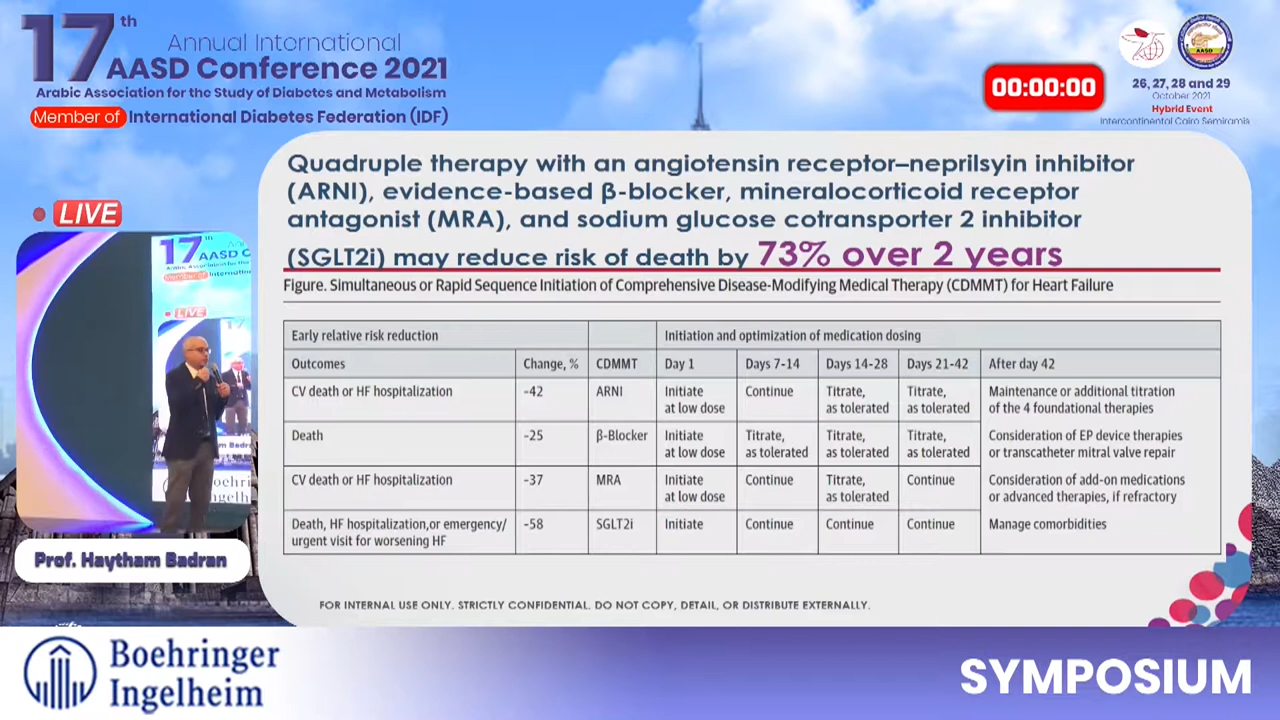 17th
Annual International
AASD Conference 2021
Arabic Association for the Study of Diabetes and Metabolism
Member of International Diabetes Federation (IDF)
00:00:00
AASD
26, 27, 28 and 29
October 2021
Hybrid Event
Intercontinental Cairo Semiramis
LIVE
17th
AASD C
LIVE
Prof. Haytham Badran
Quadruple therapy with an angiotensin receptor–neprilsyin inhibitor
(ARNI), evidence-based β-blocker, mineralocorticoid receptor
antagonist (MRA), and sodium glucose cotransporter 2 inhibitor
(SGLT2i) may reduce risk of death by 73% over 2 years
Figure. Simultaneous or Rapid Sequence Initiation of Comprehensive Disease-Modifying Medical Therapy (CDMMT) for Heart Failure
Early relative risk reduction Initiation and optimization of medication dosing
Outcomes Change, % CDMMT Day 1 Days 7-14 Days 14-28 Days 21-42 After day 42
CV death or HF hospitalization -42 ARNI Initiate Continue Titrate, Titrate, Maintenance or additional titration
at low dose as tolerated as tolerated of the 4 foundational therapies
Death -25 β-Blocker Initiate Titrate, Titrate, Titrate, Consideration of EP device therapies
at low dose as tolerated as tolerated as tolerated or transcatheter mitral valve repair
CV death or HF hospitalization -37 MRA Initiate Continue Titrate, Continue Consideration of add-on medications
at low dose as tolerated or advanced therapies, if refractory
Death, HF hospitalization,or emergency/ -58 SGLT2i Initiate Continue Continue Continue Manage comorbidities
urgent visit for worsening HF
FOR INTERNAL USE ONLY. STRICTLY CONFIDENTIAL. DO NOT COPY, DETAIL, OR DISTRIBUTE EXTERNALLY.
Boehringer
Ingelheim
SYMPOSIUM